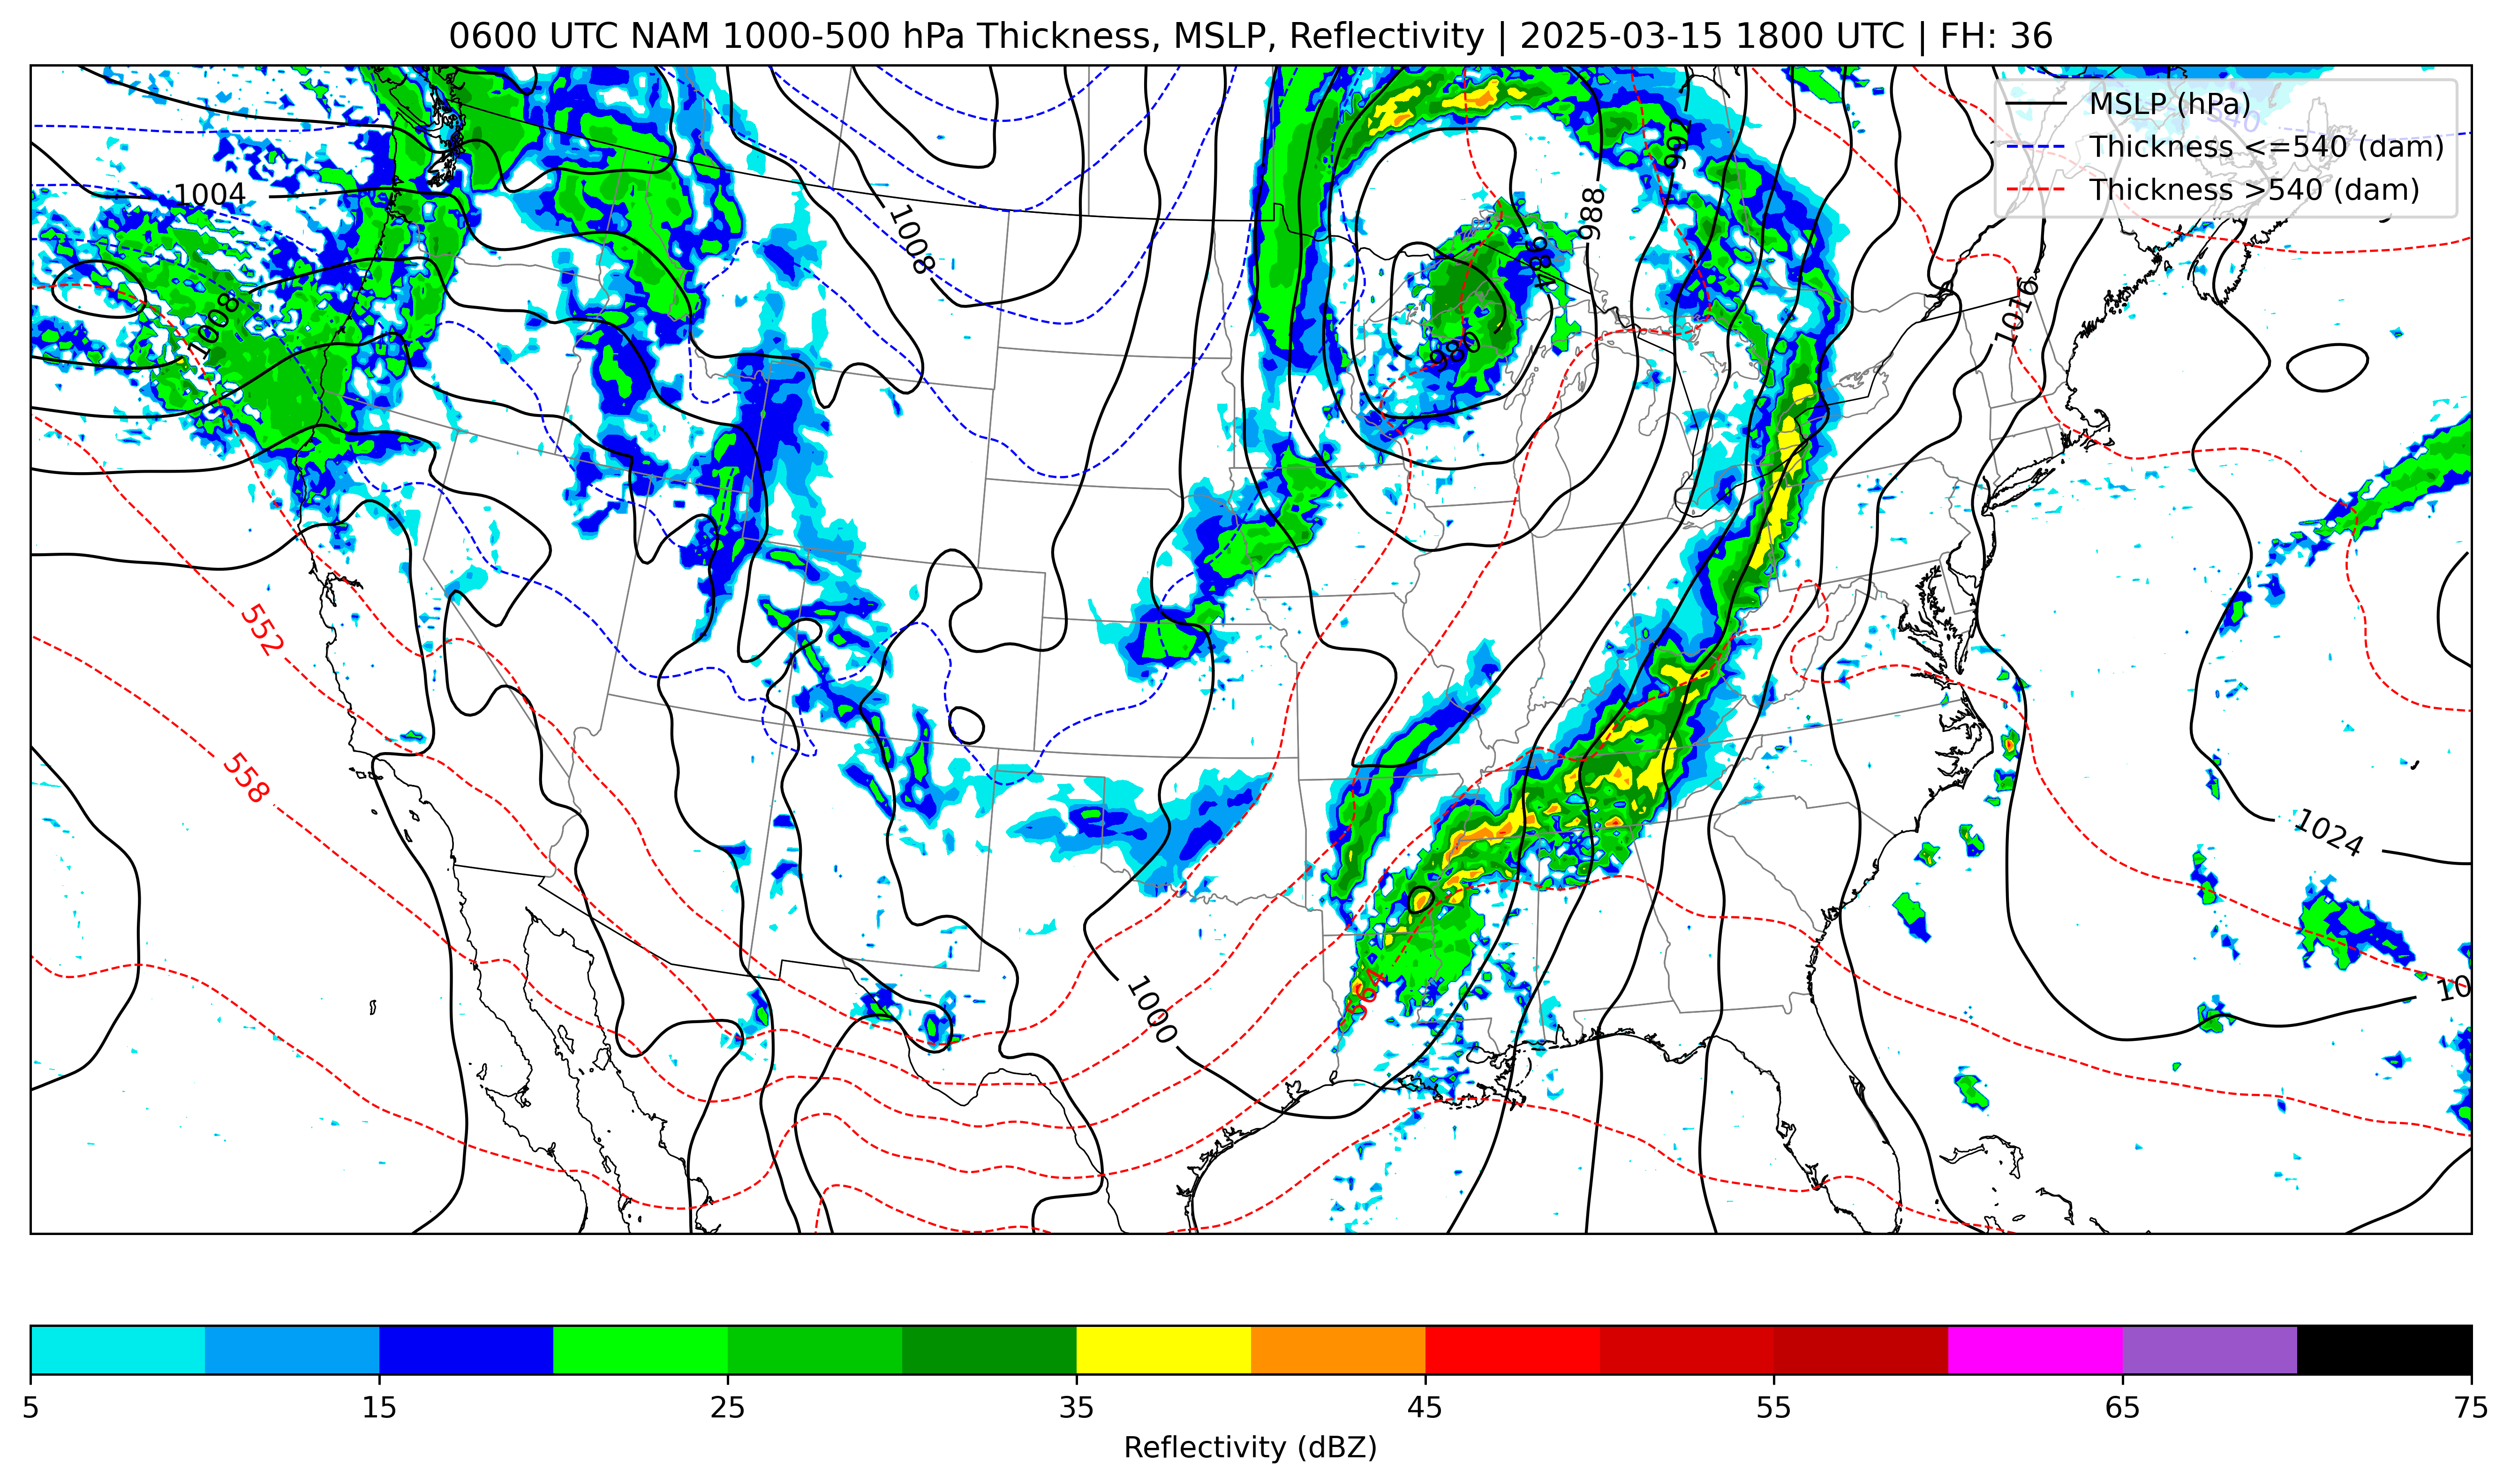 0600 UTC NAM 1000-500 hPa Thickness, MSLP, Reflectivity | 2025-03-15 1800 UTC | FH: 36
MSLP (hPa)
Thickness <=540 (dam)
Thickness >540 (dam)
540
992
1004
988
1008
984
1016
1008
980
552
558
1024
564
1000
10
5 15 25 35 45 55 65 75
Reflectivity (dBZ)